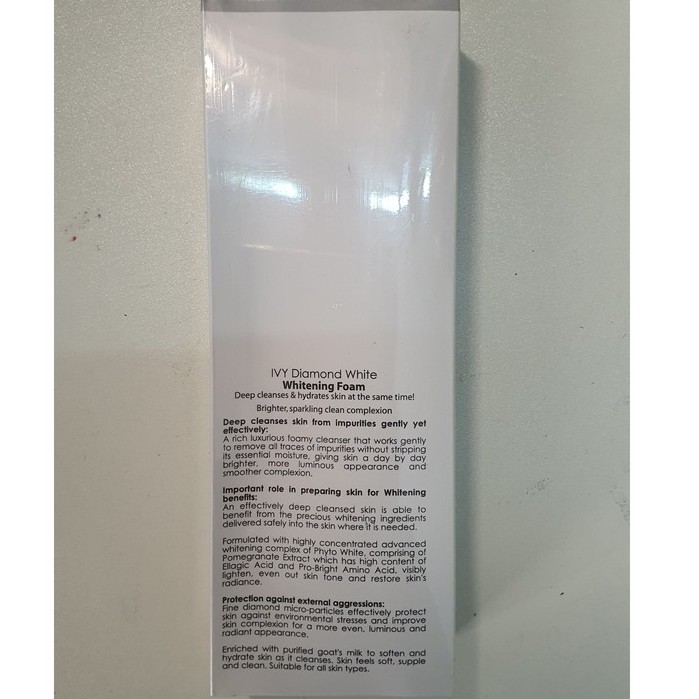 IVY Diamond White
Whitening Foam
Deep cleanses & hydrates skin at the same time!
Brighter, sparkling clean complexion
Deep cleanses skin from impurities gently yet
effectively:
A rich luxurious foamy cleanser that works gently
to remove all traces of impurities without stripping
its essential moisture, giving skin a day by day
brighter, more luminous appearance and
smoother complexion.
Important role in preparing skin for Whitening
benefits:
An effectively deep cleansed skin is able to
benefit from the precious whitening ingredients
delivered safely into the skin where it is needed.
Formulated with highly concentrated advanced
whitening complex of Phyto White, comprising of
Pomegranate Extract which has high content of
Ellagic Acid and Pro-Bright Amino Acid, visibly
lighten, even out skin tone and restore skin's
radiance.
Protection against external aggressions:
Fine diamond micro-particles effectively protect
skin against environmental stresses and improve
skin complexion for a more even, luminous and
radiant appearance.
Enriched with purified goat's milk to soften and
hydrate skin as it cleanses. Skin feels soft, supple
and clean. Suitable for all skin types.